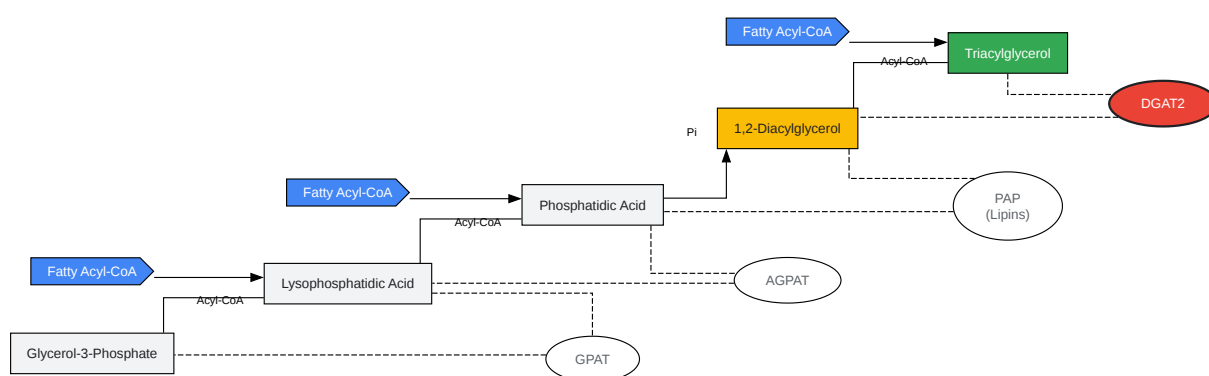 Fatty Acyl-CoA
Triacylglycerol
Acyl-CoA
DGAT2
Pi
1,2-Diacylglycerol
Fatty Acyl-CoA
Phosphatidic Acid
PAP
(Lipins)
Acyl-CoA
Fatty Acyl-CoA
Lysophosphatidic Acid
AGPAT
Acyl-CoA
Glycerol-3-Phosphate
GPAT